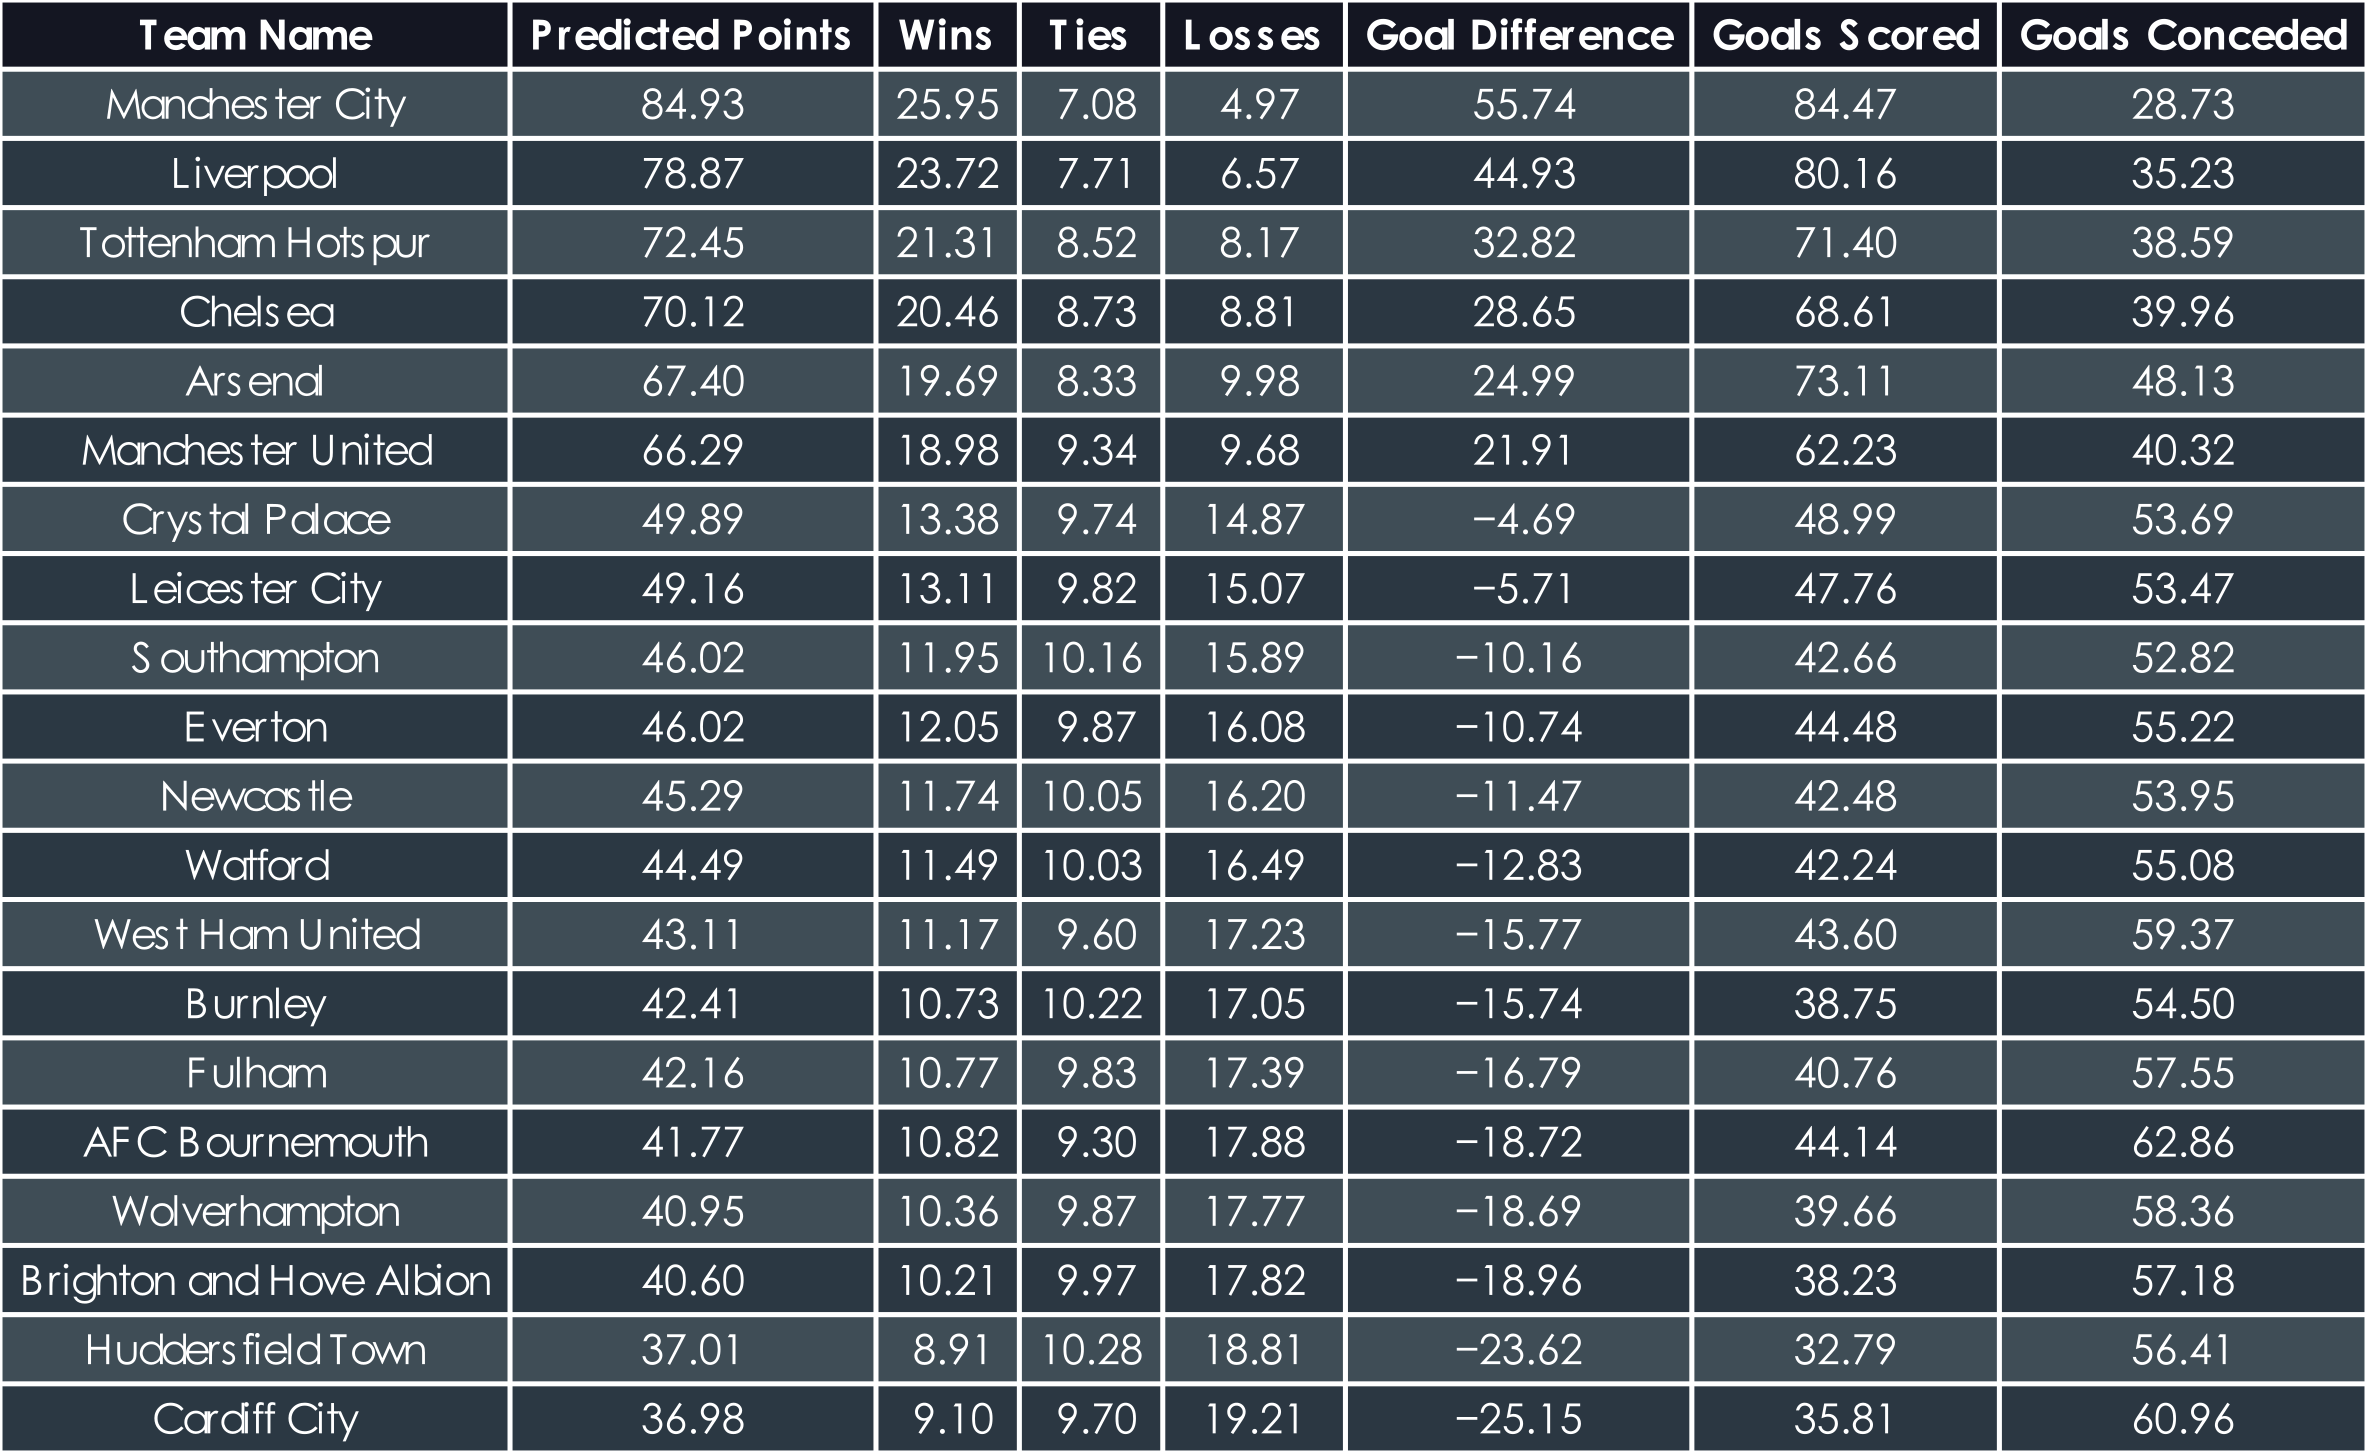 Team Name Predicted Points Wins Ties Losses Goal Difference Goals Scored Goals Conceded
Manchester City 84.93 25.95 7.08 4.97 55.74 84.47 28.73
Liverpool 78.87 23.72 7.71 6.57 44.93 80.16 35.23
Tottenham Hotspur 72.45 21.31 8.52 8.17 32.82 71.40 38.59
Chelsea 70.12 20.46 8.73 8.81 28.65 68.61 39.96
Arsenal 67.40 19.69 8.33 9.98 24.99 73.11 48.13
Manchester United 66.29 18.98 9.34 9.68 21.91 62.23 40.32
Crystal Palace 49.89 13.38 9.74 14.87 −4.69 48.99 53.69
Leicester City 49.16 13.11 9.82 15.07 −5.71 47.76 53.47
Southampton 46.02 11.95 10.16 15.89 −10.16 42.66 52.82
Everton 46.02 12.05 9.87 16.08 −10.74 44.48 55.22
Newcastle 45.29 11.74 10.05 16.20 −11.47 42.48 53.95
Watford 44.49 11.49 10.03 16.49 −12.83 42.24 55.08
West Ham United 43.11 11.17 9.60 17.23 −15.77 43.60 59.37
Burnley 42.41 10.73 10.22 17.05 −15.74 38.75 54.50
Fulham 42.16 10.77 9.83 17.39 −16.79 40.76 57.55
AFC Bournemouth 41.77 10.82 9.30 17.88 −18.72 44.14 62.86
Wolverhampton 40.95 10.36 9.87 17.77 −18.69 39.66 58.36
Brighton and Hove Albion 40.60 10.21 9.97 17.82 −18.96 38.23 57.18
Huddersfield Town 37.01 8.91 10.28 18.81 −23.62 32.79 56.41
Cardiff City 36.98 9.10 9.70 19.21 −25.15 35.81 60.96